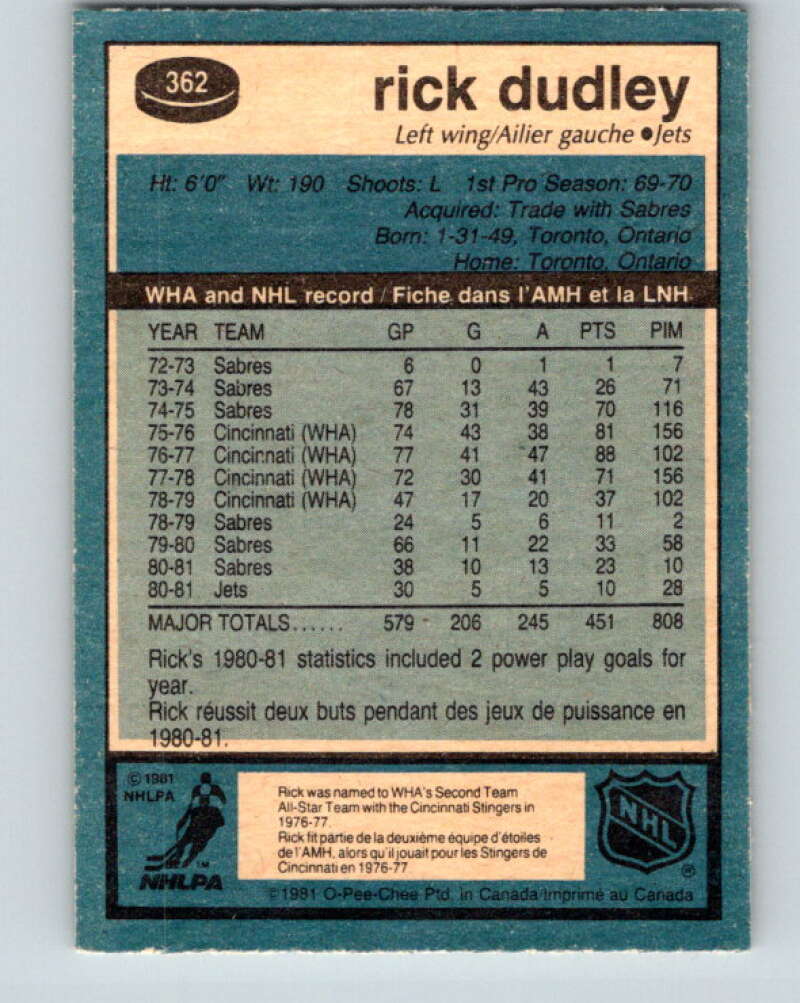 362
rick dudley
Left wing/Ailier gauche ● Jets
Ht: 6'0" Wt: 190 Shoots: L 1st Pro Season: 69-70
Acquired: Trade with Sabres
Born: 1-31-49, Toronto, Ontario
Home: Toronto, Ontario
WHA and NHL record / Fiche dans l'AMH et la LNH
YEAR TEAM GP G A PTS PIM
72-73 Sabres 6 0 1 1 7
73-74 Sabres 67 13 43 26 71
74-75 Sabres 78 31 39 70 116
75-76 Cincinnati (WHA) 74 43 38 81 156
76-77 Cincinnati (WHA) 77 41 47 88 102
77-78 Cincinnati (WHA) 72 30 41 71 156
78-79 Cincinnati (WHA) 47 17 20 37 102
78-79 Sabres 24 5 6 11 2
79-80 Sabres 66 11 22 33 58
80-81 Sabres 38 10 13 23 10
80-81 Jets 30 5 5 10 28
MAJOR TOTALS...... 579 206 245 451 808
Rick's 1980-81 statistics included 2 power play goals for
year.
Rick réussit deux buts pendant des jeux de puissance en
1980-81.
© 1981
NHLPA
TM
NHLPA
Rick was named to WHA's Second Team
All-Star Team with the Cincinnati Stingers in
1976-77.
Rick fit partie de la deuxième équipe d'étoiles
de l'AMH, alors qu'il jouait pour les Stingers de
Cincinnati en 1976-77
NHL
®
© 1981 O-Pee-Chee Ptd. in Canada/Imprimé au Canada